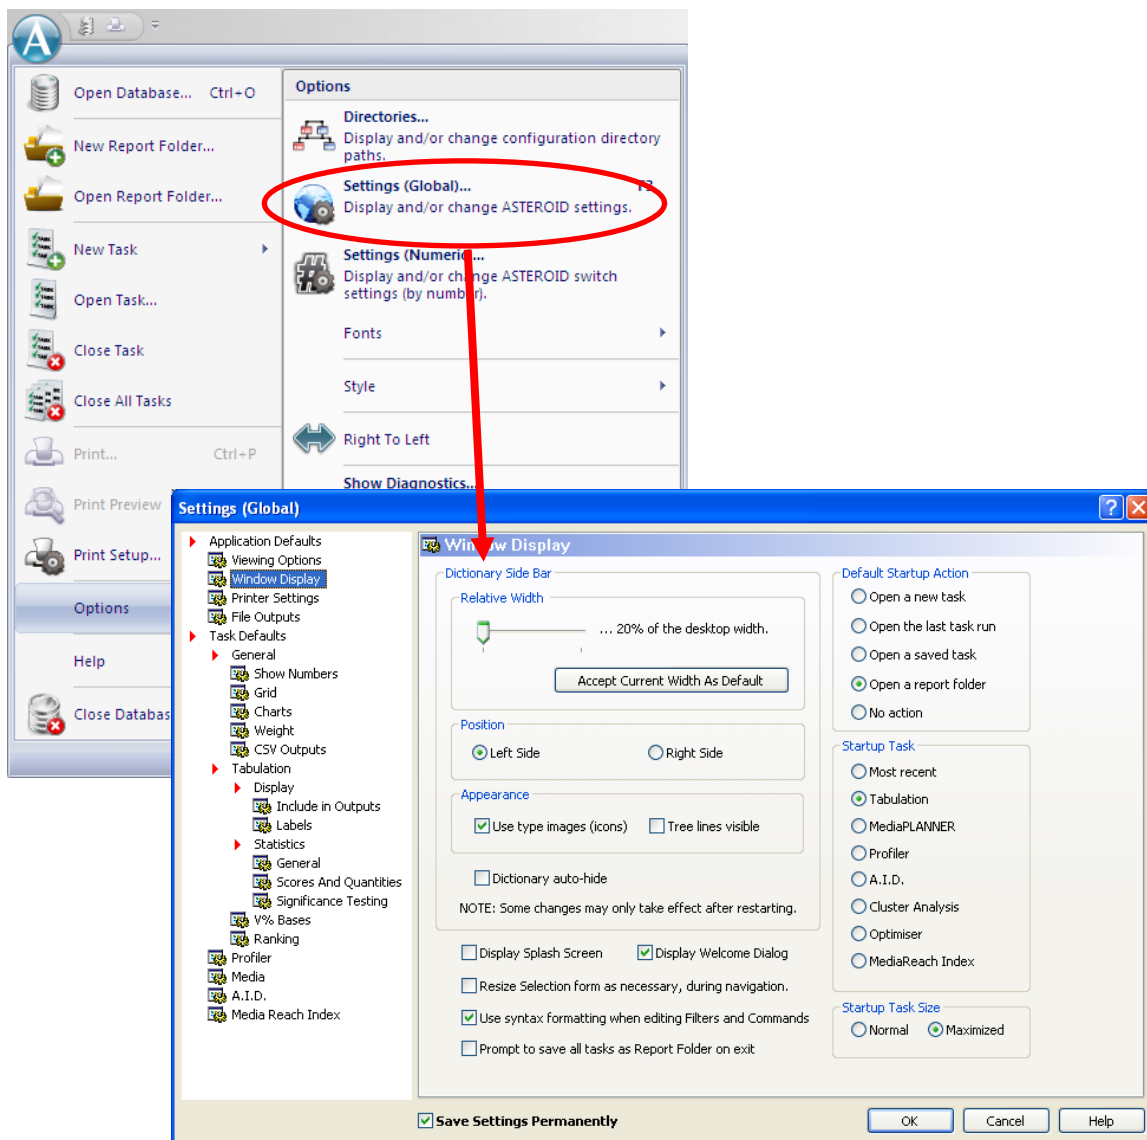 A
Open Database... Ctrl+O
New Report Folder...
Open Report Folder...
New Task
Open Task...
Close Task
Close All Tasks
Print... Ctrl+P
Print Preview
Print Setup...
Options
Help
Close Databas
Options
Directories...
Display and/or change configuration directory
paths.
Settings (Global)...
Display and/or change ASTEROID settings.
Settings (Numeric)...
Display and/or change ASTEROID switch
settings (by number).
Fonts
Style
Right To Left
Show Diagnostics...
Settings (Global)
Application Defaults
Viewing Options
Window Display
Printer Settings
File Outputs
Task Defaults
General
Show Numbers
Grid
Charts
Weight
CSV Outputs
Tabulation
Display
Include in Outputs
Labels
Statistics
General
Scores And Quantities
Significance Testing
V% Bases
Ranking
Profiler
Media
A.I.D.
Media Reach Index
Window Display
Dictionary Side Bar
Relative Width
... 20% of the desktop width.
Accept Current Width As Default
Position
Left Side Right Side
Appearance
Use type images (icons) Tree lines visible
Dictionary auto-hide
NOTE: Some changes may only take effect after restarting.
Display Splash Screen Display Welcome Dialog
Resize Selection form as necessary, during navigation.
Use syntax formatting when editing Filters and Commands
Prompt to save all tasks as Report Folder on exit
Default Startup Action
Open a new task
Open the last task run
Open a saved task
Open a report folder
No action
Startup Task
Most recent
Tabulation
MediaPLANNER
Profiler
A.I.D.
Cluster Analysis
Optimiser
MediaReach Index
Startup Task Size
Normal Maximized
Save Settings Permanently
OK Cancel Help